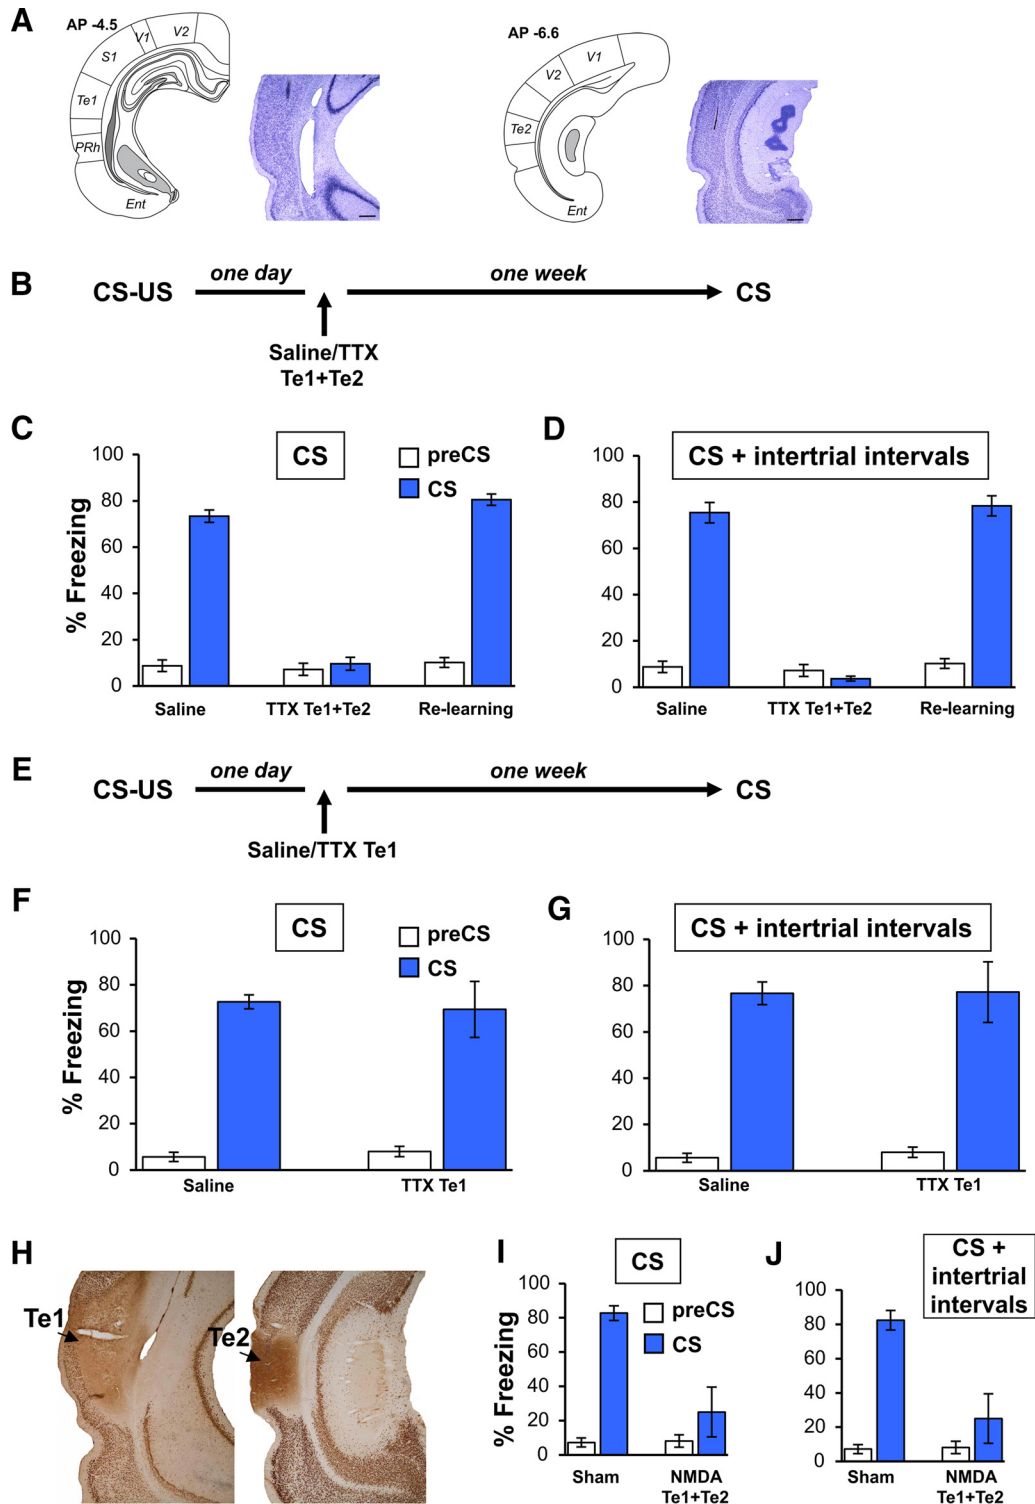 A
AP -4.5
V1
V2
S1
Te1
PRh
Ent
AP -6.6
V1
V2
Te2
Ent
B
CS-US
one day
one week
CS
Saline/TTX
Te1+Te2
C
CS
preCS
CS
% Freezing
100
80
60
40
20
0
Saline
TTX Te1+Te2
Re-learning
D
CS + intertrial intervals
100
80
60
40
20
0
Saline
TTX Te1+Te2
Re-learning
E
CS-US
one day
one week
CS
Saline/TTX Te1
F
CS
preCS
CS
% Freezing
100
80
60
40
20
0
Saline
TTX Te1
G
CS + intertrial intervals
100
80
60
40
20
0
Saline
TTX Te1
H
Te1
Te2
I
CS
preCS
CS
% Freezing
100
80
60
40
20
0
Sham
NMDA
Te1+Te2
J
CS +
intertrial
intervals
100
80
60
40
20
0
Sham
NMDA
Te1+Te2